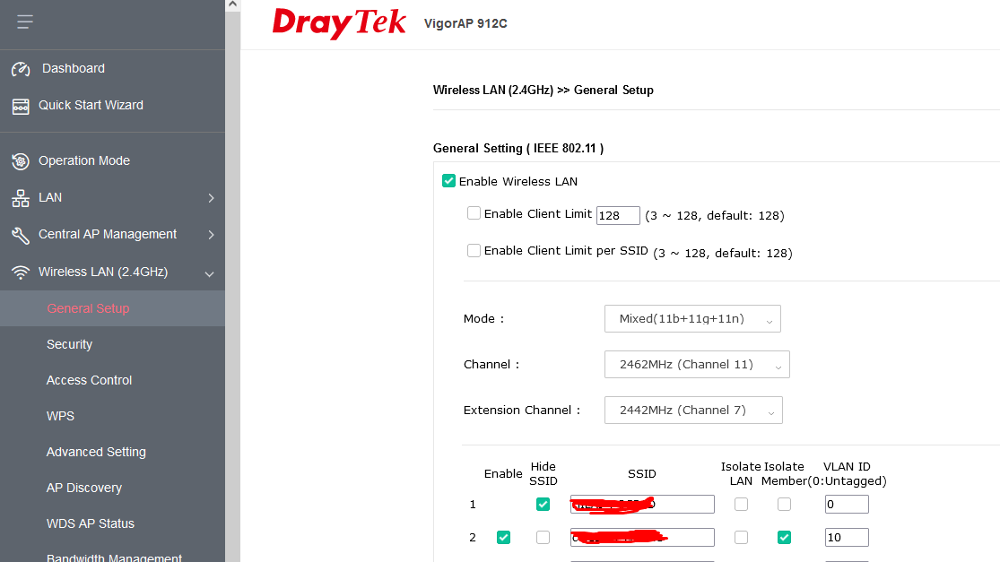 DrayTek VigorAP 912C
Dashboard
Quick Start Wizard
Operation Mode
LAN
Central AP Management
Wireless LAN (2.4GHz)
General Setup
Security
Access Control
WPS
Advanced Setting
AP Discovery
WDS AP Status
Bandwidth Management
Wireless LAN (2.4GHz) >> General Setup
General Setting ( IEEE 802.11 )
Enable Wireless LAN
Enable Client Limit 128 (3 ~ 128, default: 128)
Enable Client Limit per SSID (3 ~ 128, default: 128)
Mode : Mixed(11b+11g+11n)
Channel : 2462MHz (Channel 11)
Extension Channel : 2442MHz (Channel 7)
Enable Hide SSID SSID Isolate LAN Isolate Member VLAN ID (0:Untagged)
1 0
2 10